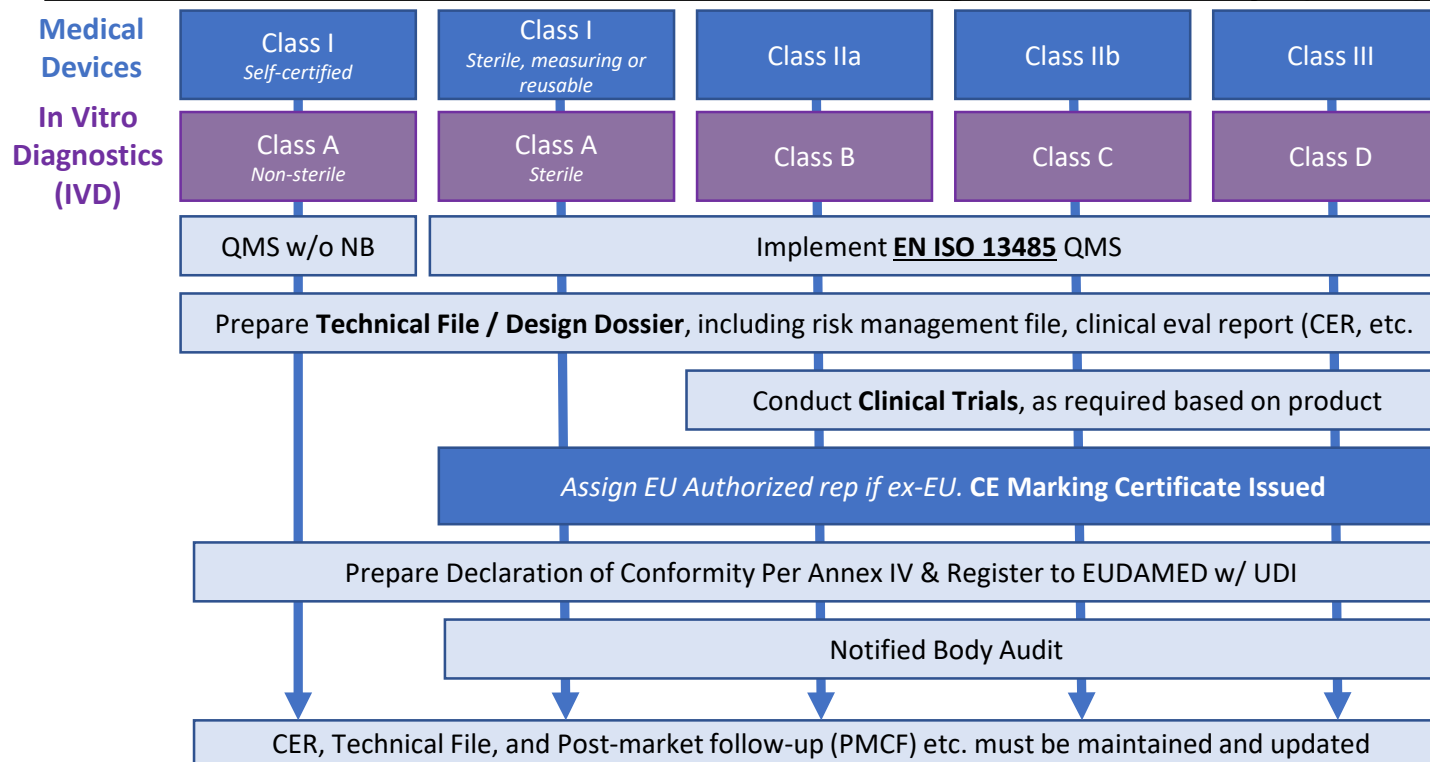 Medical
Devices
Class I
Self-certified
Class I
Sterile, measuring or
reusable
Class IIa
Class IIb
Class III
In Vitro
Diagnostics
(IVD)
Class A
Non-sterile
Class A
Sterile
Class B
Class C
Class D
QMS w/o NB
Implement EN ISO 13485 QMS
Prepare Technical File / Design Dossier, including risk management file, clinical eval report (CER, etc.
Conduct Clinical Trials, as required based on product
Assign EU Authorized rep if ex-EU. CE Marking Certificate Issued
Prepare Declaration of Conformity Per Annex IV & Register to EUDAMED w/ UDI
Notified Body Audit
CER, Technical File, and Post-market follow-up (PMCF) etc. must be maintained and updated